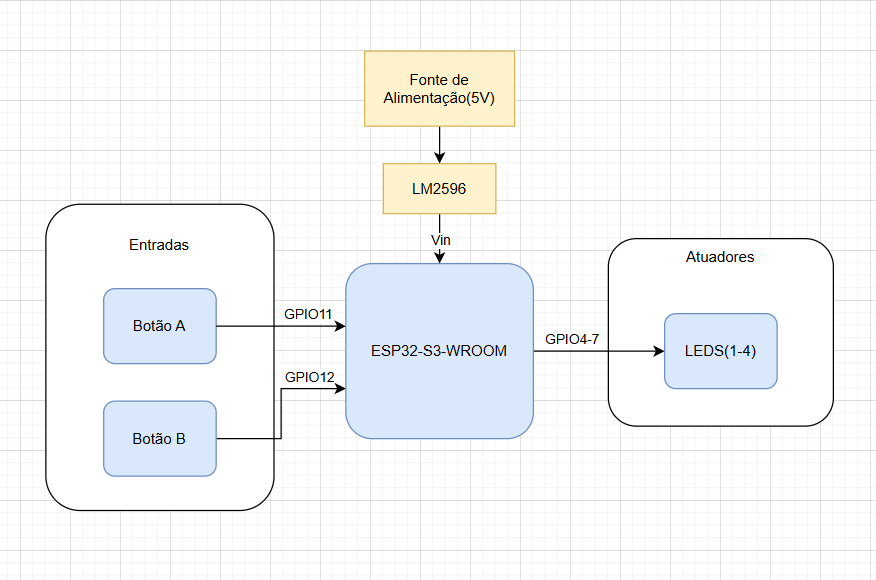 Fonte de
Alimentação(5V)
LM2596
Vin
Entradas
Botão A
GPIO11
Botão B
GPIO12
ESP32-S3-WROOM
GPIO4-7
Atuadores
LEDS(1-4)